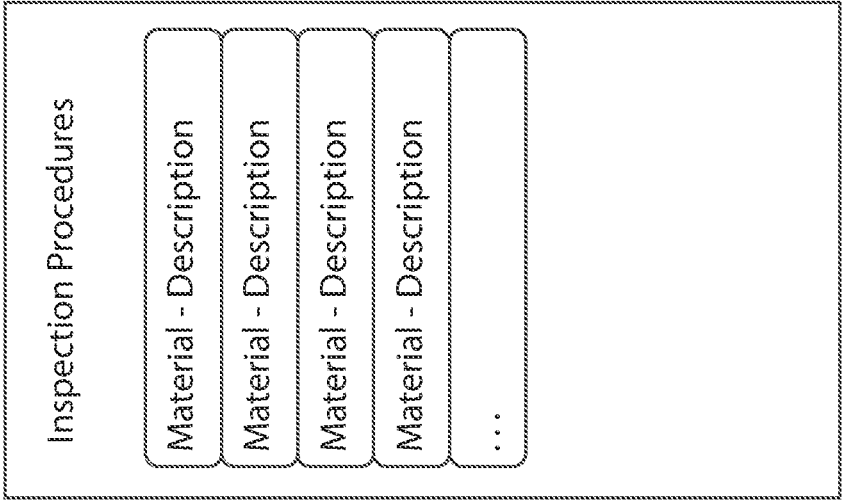 Inspection Procedures
Material - Description
Material - Description
Material - Description
Material - Description
...